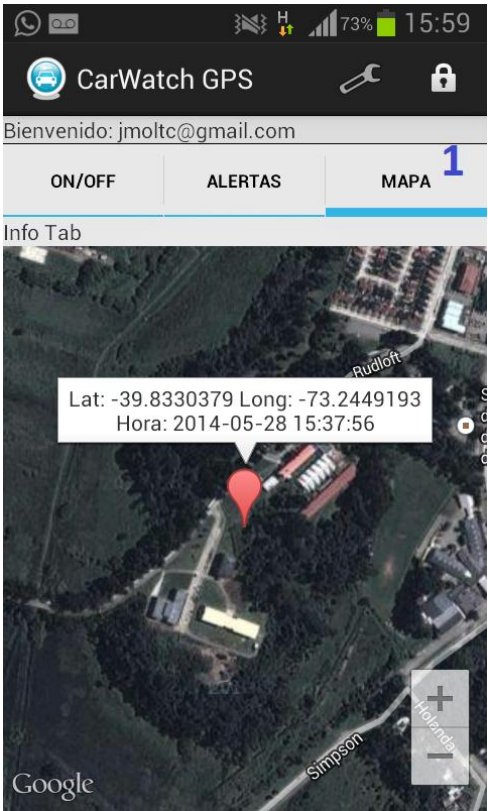 H 73% 15:59
CarWatch GPS
Bienvenido: jmoltc@gmail.com
ON/OFF ALERTAS MAPA 1
Info Tab
Rudloft
Lat: -39.8330379 Long: -73.2449193
Hora: 2014-05-28 15:37:56
+
Holanda
-
Simpson
Google